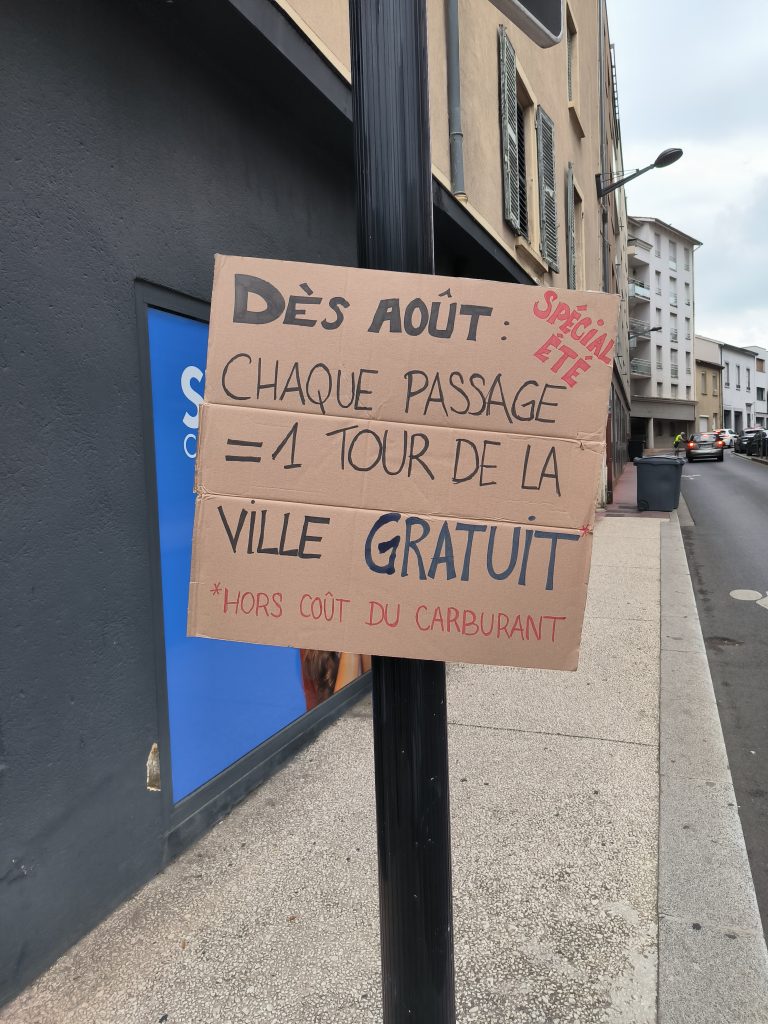 DÈS AOÛT :
SPÉCIAL
ÉTÉ
CHAQUE PASSAGE
= 1 TOUR DE LA
VILLE GRATUIT*
*HORS COÛT DU CARBURANT